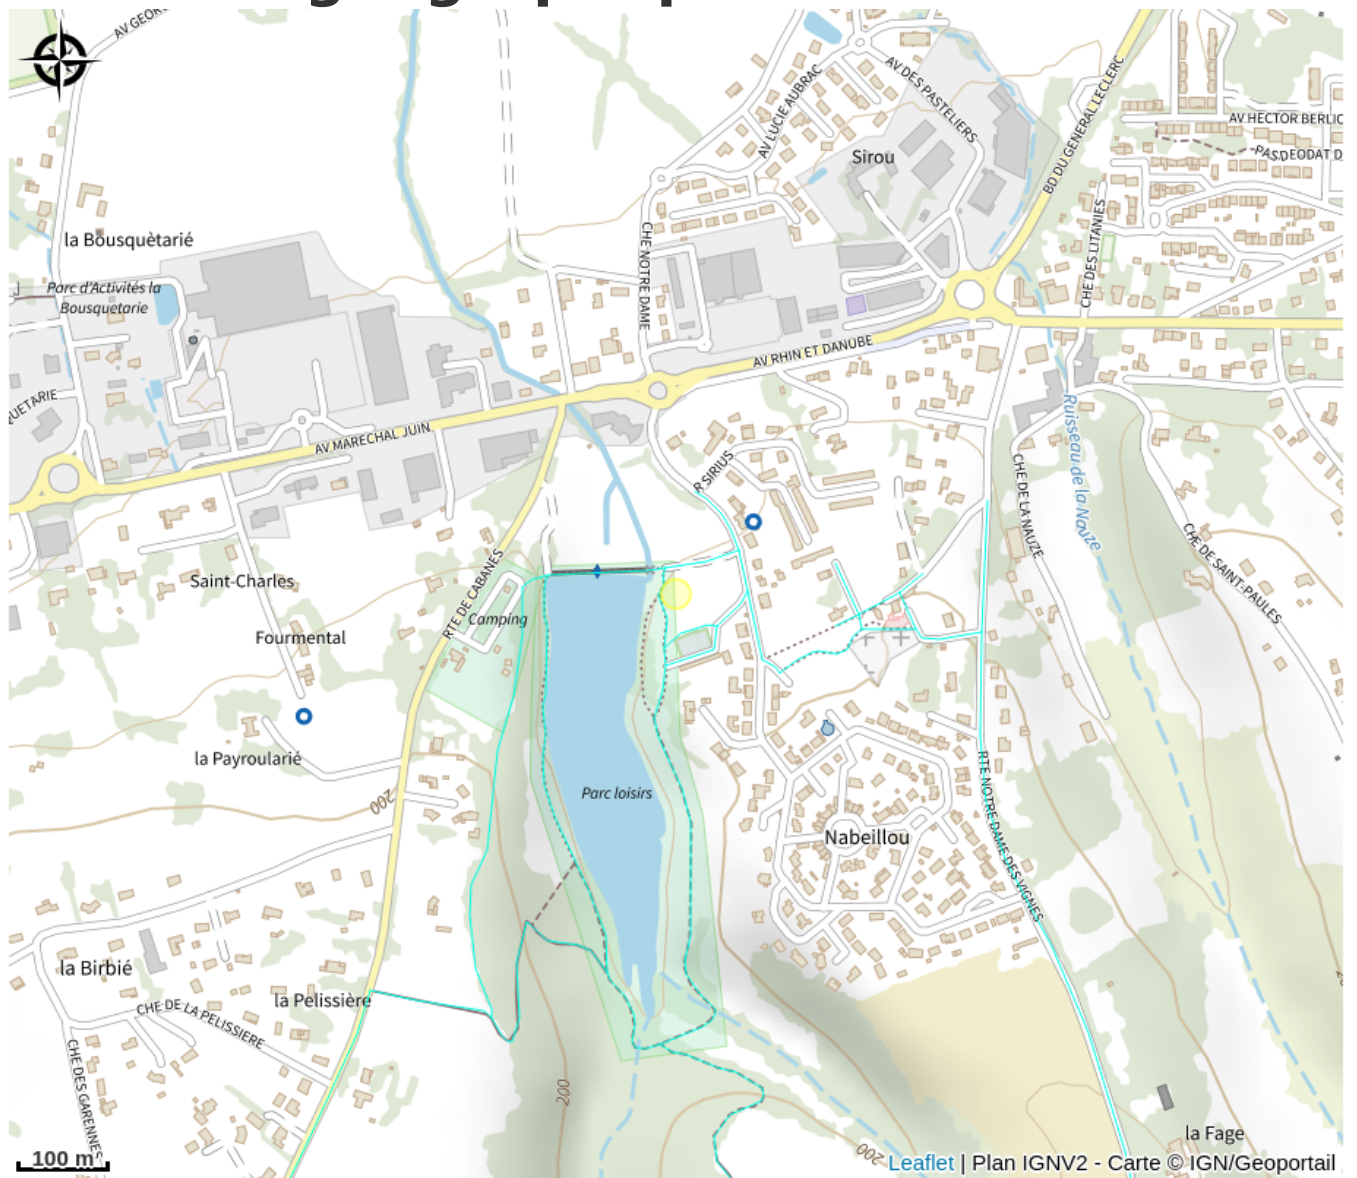 AV GEORG
AV LUCIE AUBRAC
AV DES PASTELIERS
BD DU GENERAL LECLERC
AV HECTOR BERLIC
PAS DEODAT D
Sirou
CHE DES LITANIES
CHE NOTRE DAME
la Bousquètarié
Parc d'Activités la
Bousquetarie
AV RHIN ET DANUBE
QUETARIE
AV MARECHAL JUIN
R SIRIUS
Ruisseau de la Nauze
CHE DE LA NAUZE
CHE DE SAINT-PAULES
Saint-Charles
RTE DE CABANES
Camping
Fourmental
la Payroularié
200
Parc loisirs
Nabeillou
RTE NOTRE DAME DES VIGNES
la Birbié
la Pelissière
CHE DE LA PELISSIERE
CHE DES GARENNES
200
200
la Fage
100 m
Leaflet | Plan IGNV2 - Carte © IGN/Geoportail